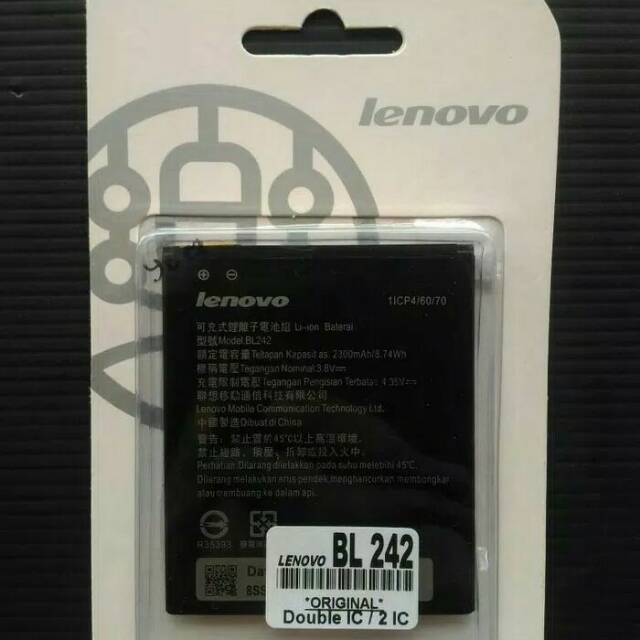 lenovo
lenovo
1ICP4/60/70
可充式鋰離子電池組 Li-ion Baterai
型號Model:BL242
額定電容量Tetapan Kapasitas: 2300mAh/8.74Wh
標稱電壓Tegangan Nominal:3.8V
充電限制電壓Tegangan Pengisian Terbatas: 4.35V
聯想移動通信科技有限公司
Lenovo Mobile Communication Technology Ltd.
中國製造Dibuat di China
警告: 禁止置於45℃以上高溫環境,
禁止短路、擠壓、拆卸或投入火中.
Perhatian:Dilarang diletakkan pada suhu melebihi 45℃.
Dilarang melakukan arus pendek,menghancurkan membongkar
atau membuang ke dalam api.
R35393
LENOVO BL 242
"ORIGINAL"
Double IC / 2 IC